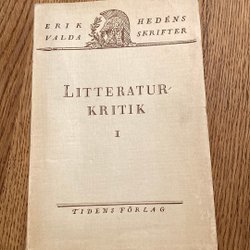 ERIK HEDÉNS
VALDA SKRIFTER
LITTERATUR-
KRITIK
I
TIDENS FÖRLAG